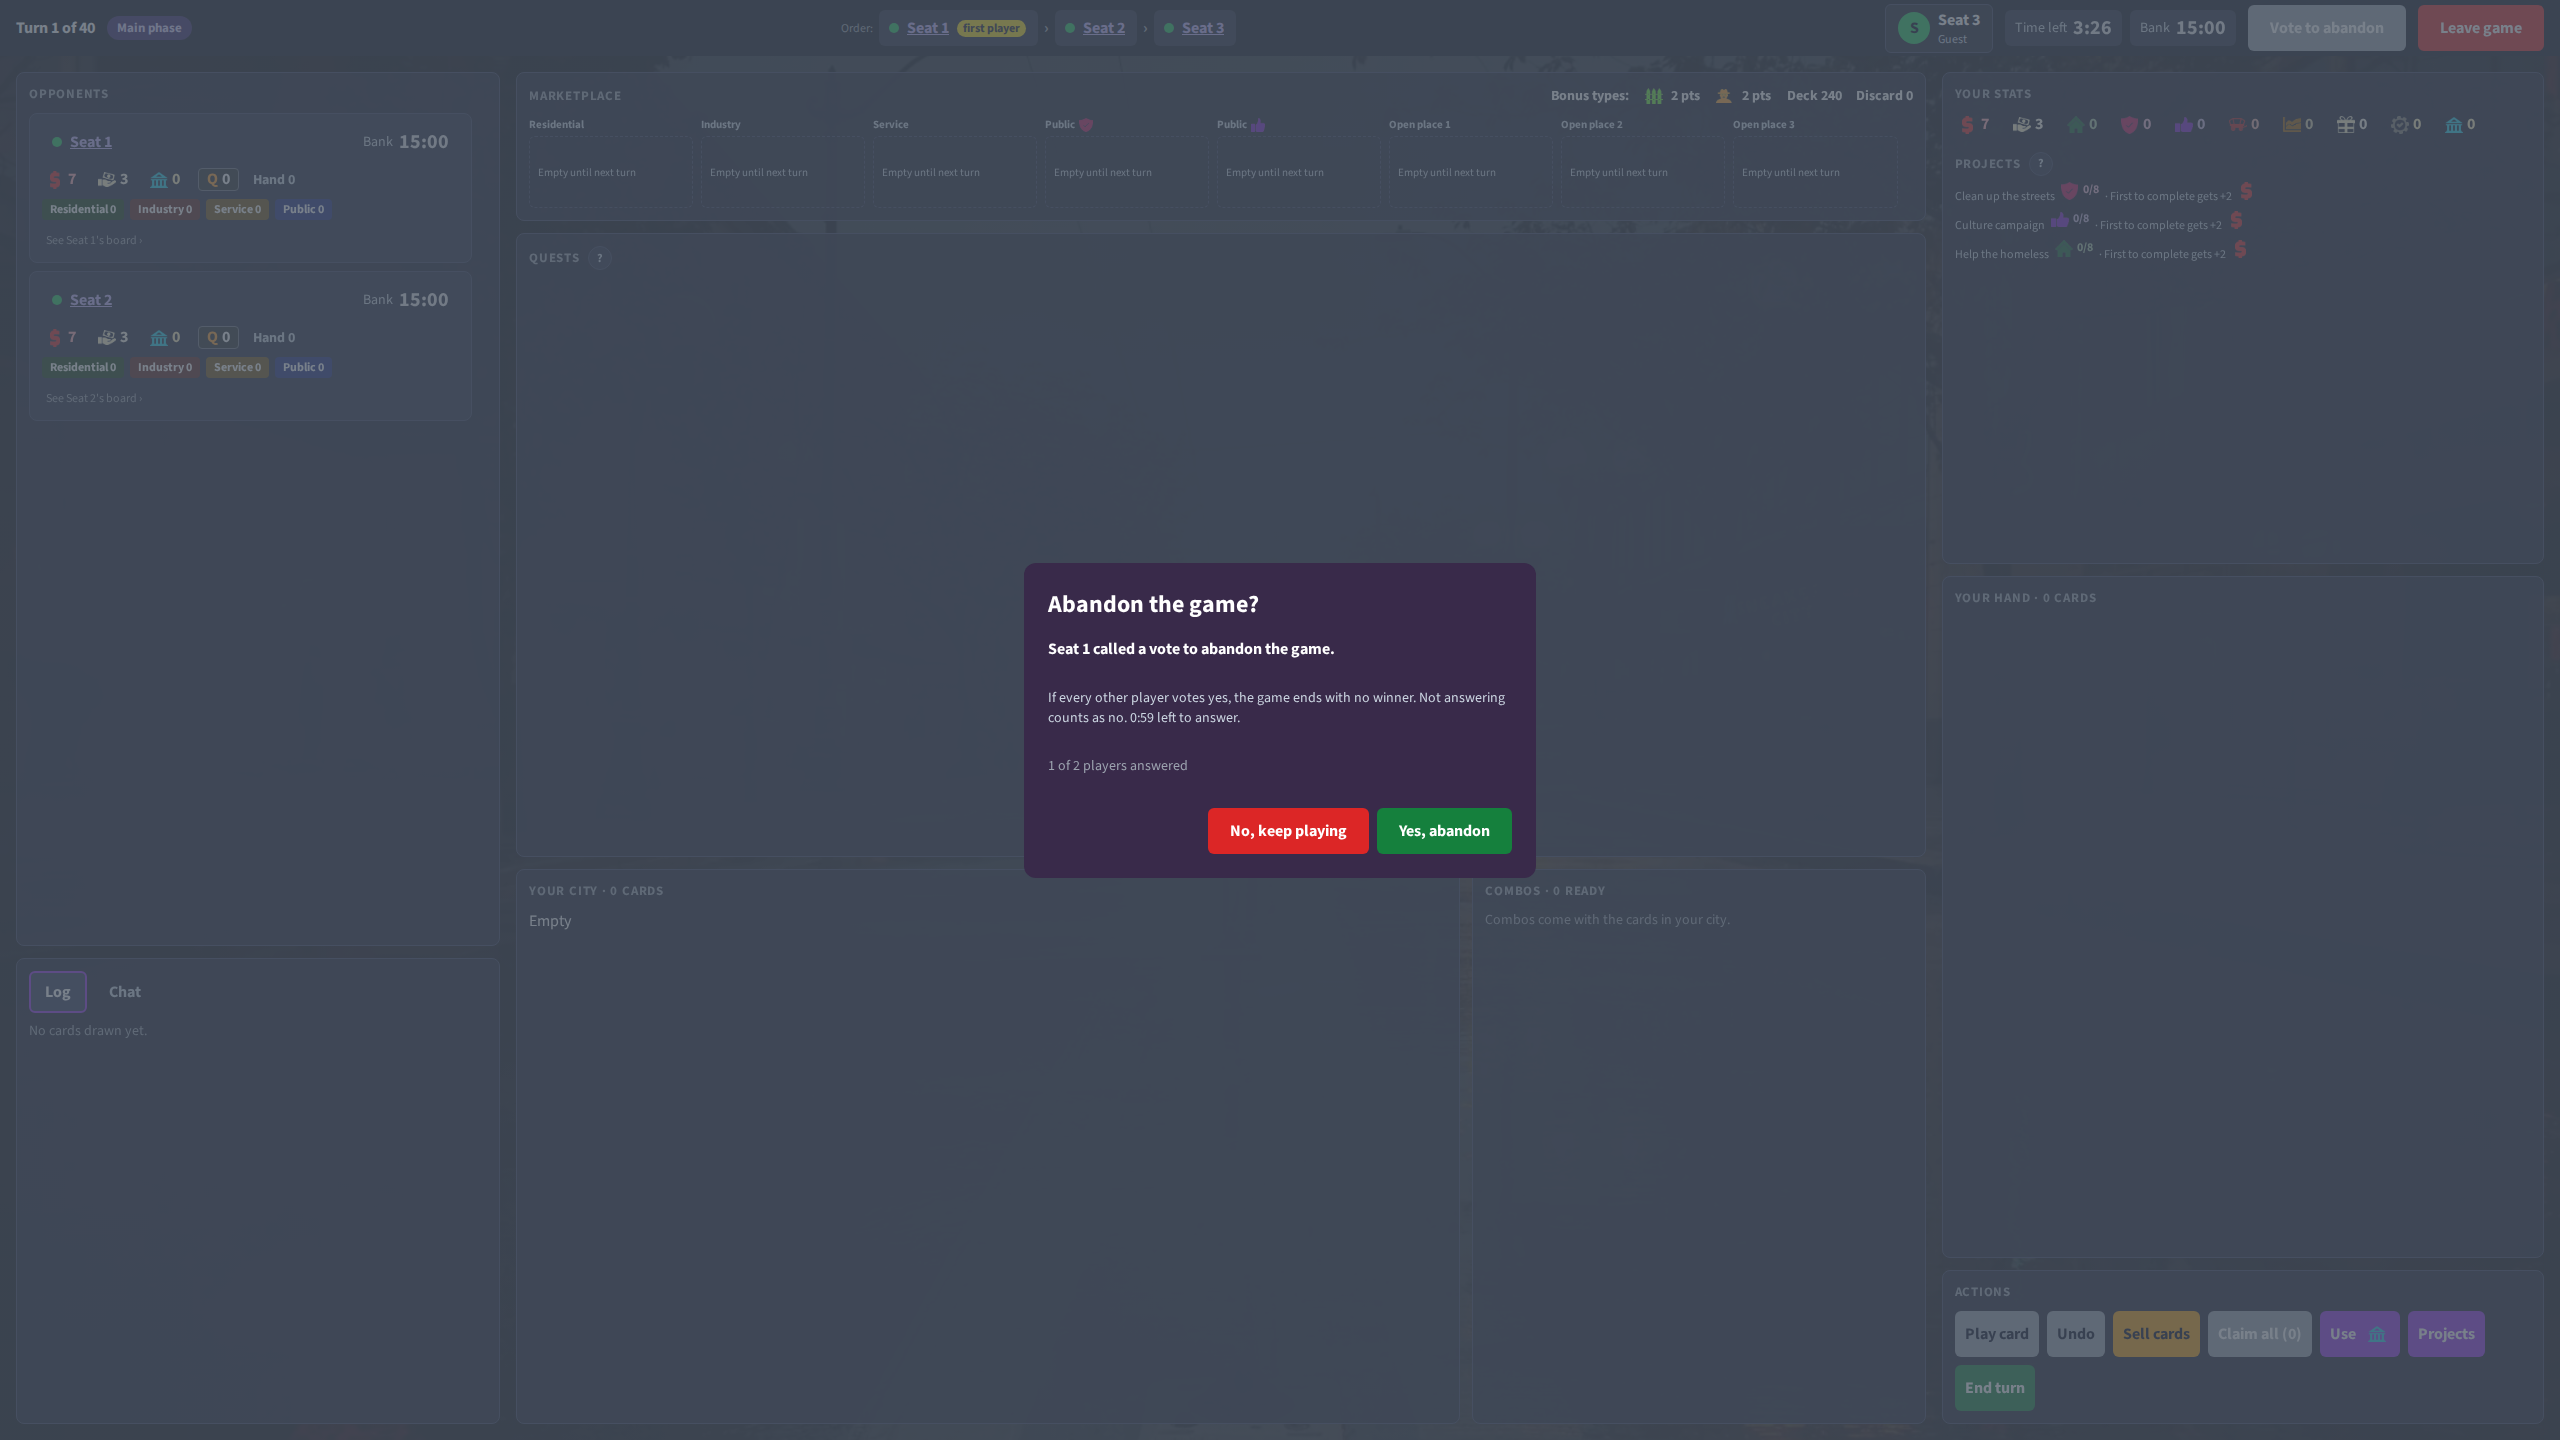 Turn 1 of 40 Main phase
Order: Seat 1 first player › Seat 2 › Seat 3
S Seat 3
Guest
Time left 3:26 Bank 15:00 Vote to abandon Leave game
OPPONENTS
Seat 1 Bank 15:00
7 3 0 Q 0 Hand 0
Residential 0 Industry 0 Service 0 Public 0
See Seat 1's board ›
Seat 2 Bank 15:00
7 3 0 Q 0 Hand 0
Residential 0 Industry 0 Service 0 Public 0
See Seat 2's board ›
Log Chat
No cards drawn yet.
MARKETPLACE Bonus types: 2 pts 2 pts Deck 240 Discard 0
Residential Industry Service Public Public Open place 1 Open place 2 Open place 3
Empty until next turn Empty until next turn Empty until next turn Empty until next turn Empty until next turn Empty until next turn Empty until next turn Empty until next turn
QUESTS ?
Abandon the game?
Seat 1 called a vote to abandon the game.
If every other player votes yes, the game ends with no winner. Not answering
counts as no. 0:59 left to answer.
1 of 2 players answered
No, keep playing Yes, abandon
YOUR CITY · 0 CARDS
Empty
COMBOS · 0 READY
Combos come with the cards in your city.
YOUR STATS
$ 7 3 0 0 0 0 0 0 0 0
PROJECTS ?
Clean up the streets 0/8 · First to complete gets +2 $
Culture campaign 0/8 · First to complete gets +2 $
Help the homeless 0/8 · First to complete gets +2 $
YOUR HAND · 0 CARDS
ACTIONS
Play card Undo Sell cards Claim all (0) Use Projects
End turn